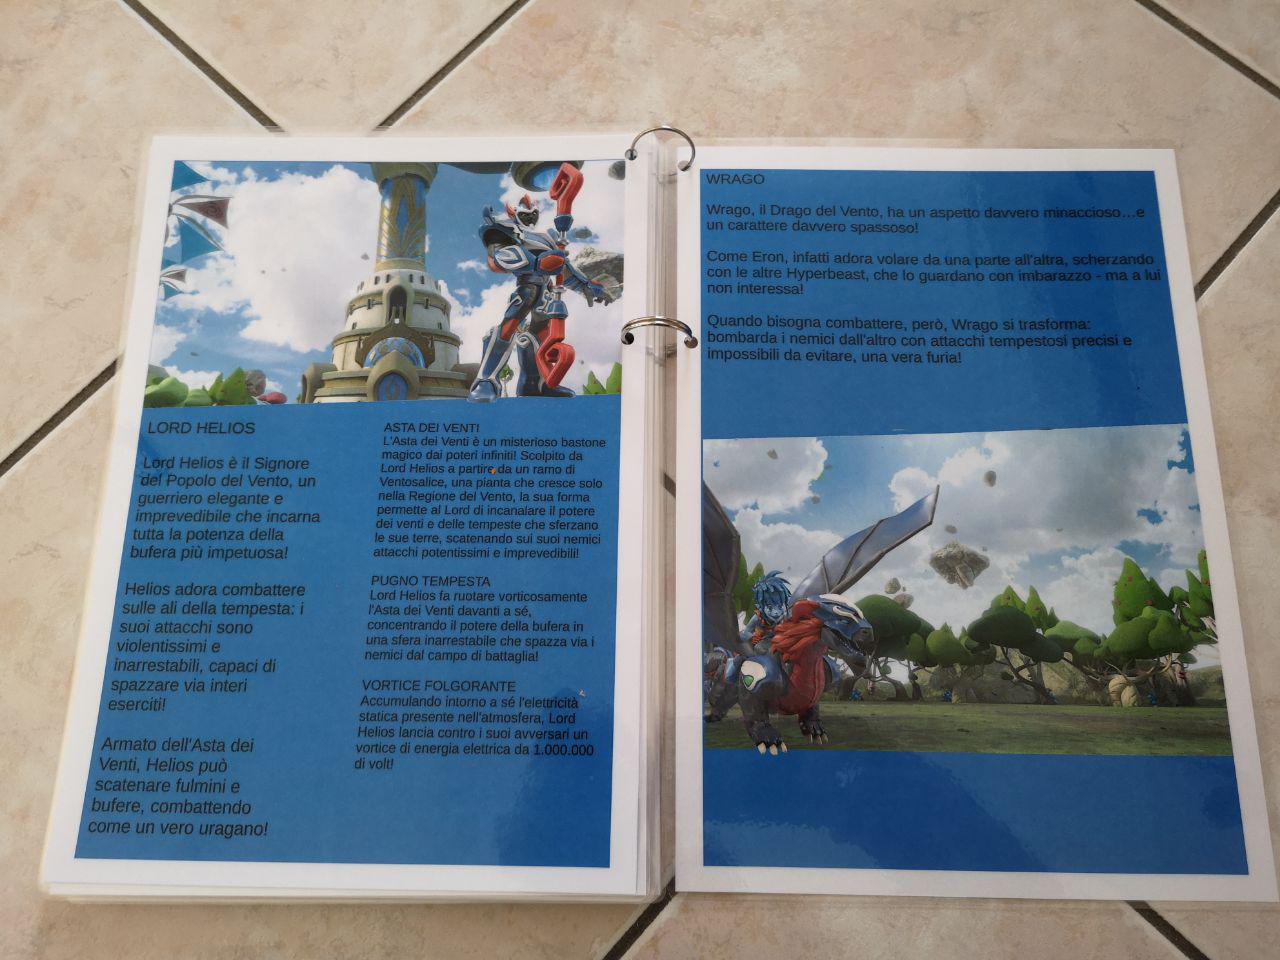 LORD HELIOS
Lord Helios è il Signore
del Popolo del Vento, un
guerriero elegante e
imprevedibile che incarna
tutta la potenza della
bufera più impetuosa!
Helios adora combattere
sulle ali della tempesta: i
suoi attacchi sono
violentissimi e
inarrestabili, capaci di
spazzare via interi
eserciti!
Armato dell'Asta dei
Venti, Helios può
scatenare fulmini e
bufere, combattendo
come un vero uragano!
ASTA DEI VENTI
L'Asta dei Venti è un misterioso bastone
magico dai poteri infiniti! Scolpito da
Lord Helios a partire da un ramo di
Ventosalice, una pianta che cresce solo
nella Regione del Vento, la sua forma
permette al Lord di incanalare il potere
dei venti e delle tempeste che sferzano
le sue terre, scatenando sui suoi nemici
attacchi potentissimi e imprevedibili!
PUGNO TEMPESTA
Lord Helios fa ruotare vorticosamente
l'Asta dei Venti davanti a sé,
concentrando il potere della bufera in
una sfera inarrestabile che spazza via i
nemici dal campo di battaglia!
VORTICE FOLGORANTE
Accumulando intorno a sé l'elettricità
statica presente nell'atmosfera, Lord
Helios lancia contro i suoi avversari un
vortice di energia elettrica da 1.000.000
di volt!
WRAGO
Wrago, il Drago del Vento, ha un aspetto davvero minaccioso…e
un carattere davvero spassoso!
Come Eron, infatti adora volare da una parte all'altra, scherzando
con le altre Hyperbeast, che lo guardano con imbarazzo - ma a lui
non interessa!
Quando bisogna combattere, però, Wrago si trasforma:
bombarda i nemici dall'altro con attacchi tempestosi precisi e
impossibili da evitare, una vera furia!